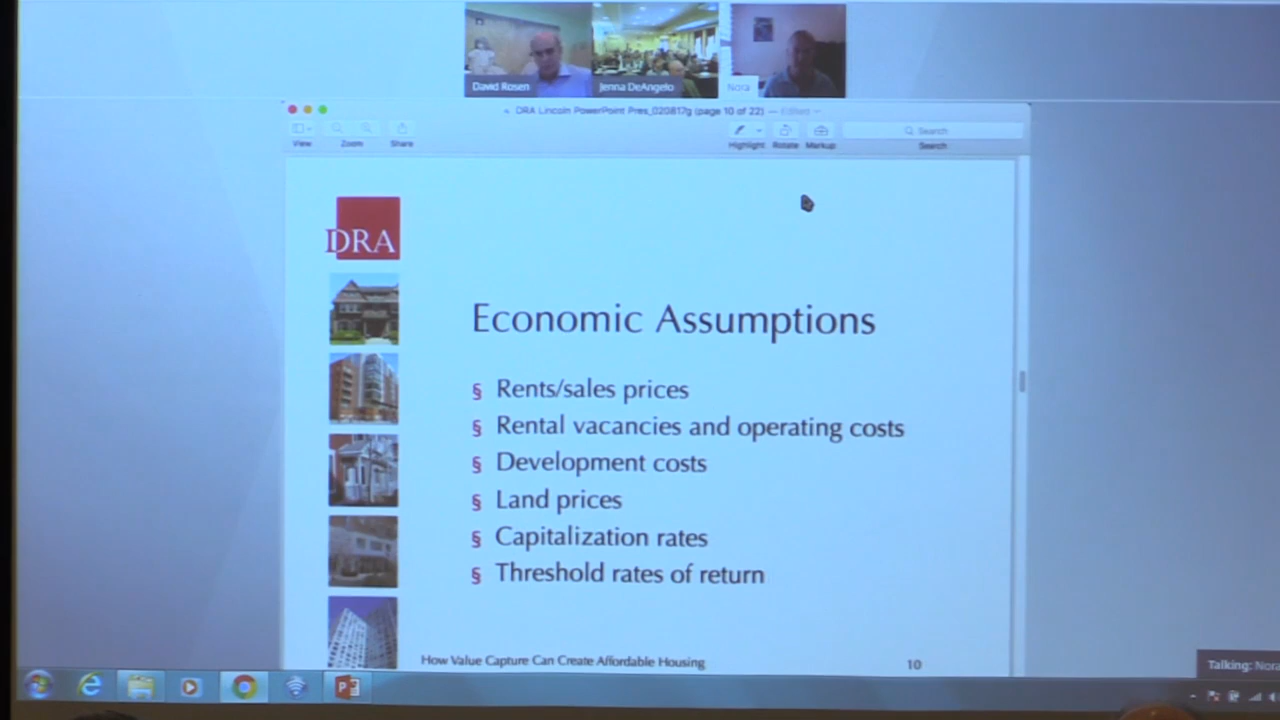 David Rosen
Jenna DeAngelo
Nora
DRA Lincoln PowerPoint Pres_020817g (page 10 of 22) — Edited
View
Zoom
Share
Highlight
Rotate
Markup
Search
Search
DRA
Economic Assumptions
§ Rents/sales prices
§ Rental vacancies and operating costs
§ Development costs
§ Land prices
§ Capitalization rates
§ Threshold rates of return
How Value Capture Can Create Affordable Housing
10
Talking: Nora